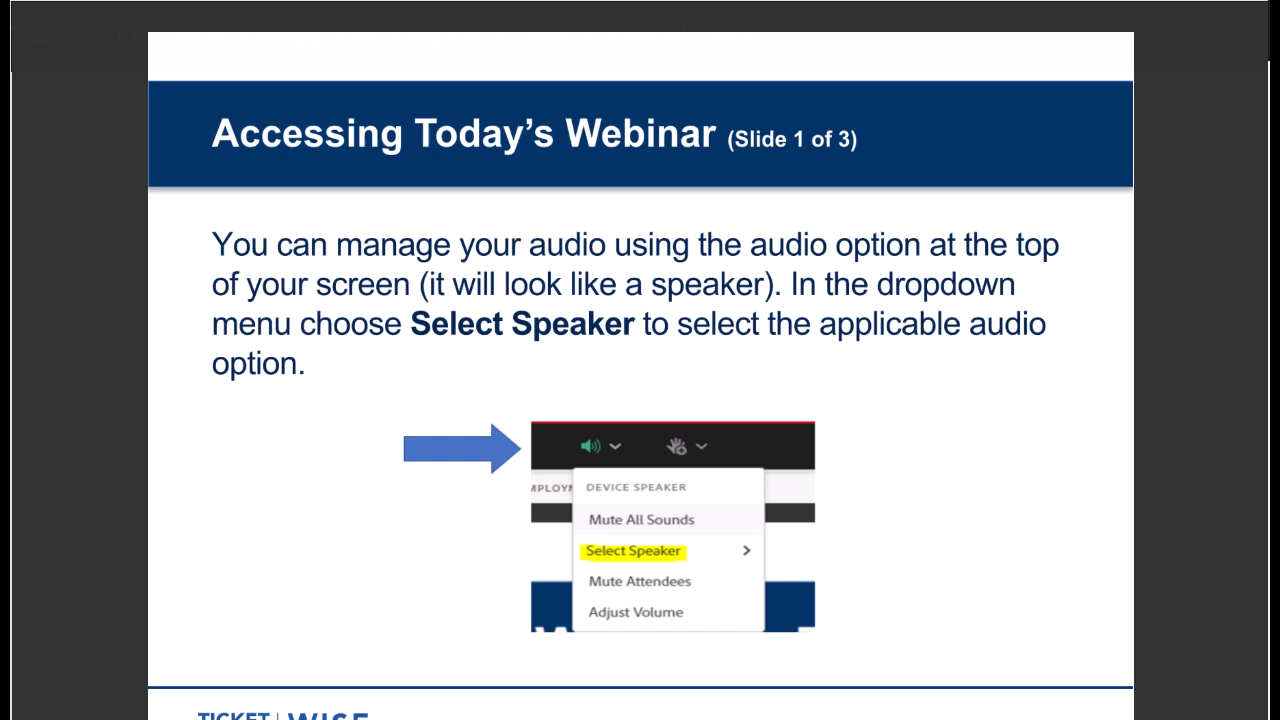 Accessing Today’s Webinar (Slide 1 of 3)
You can manage your audio using the audio option at the top
of your screen (it will look like a speaker). In the dropdown
menu choose Select Speaker to select the applicable audio
option.
DEVICE SPEAKER
Mute All Sounds
Select Speaker
Mute Attendees
Adjust Volume
TICKET | WISE